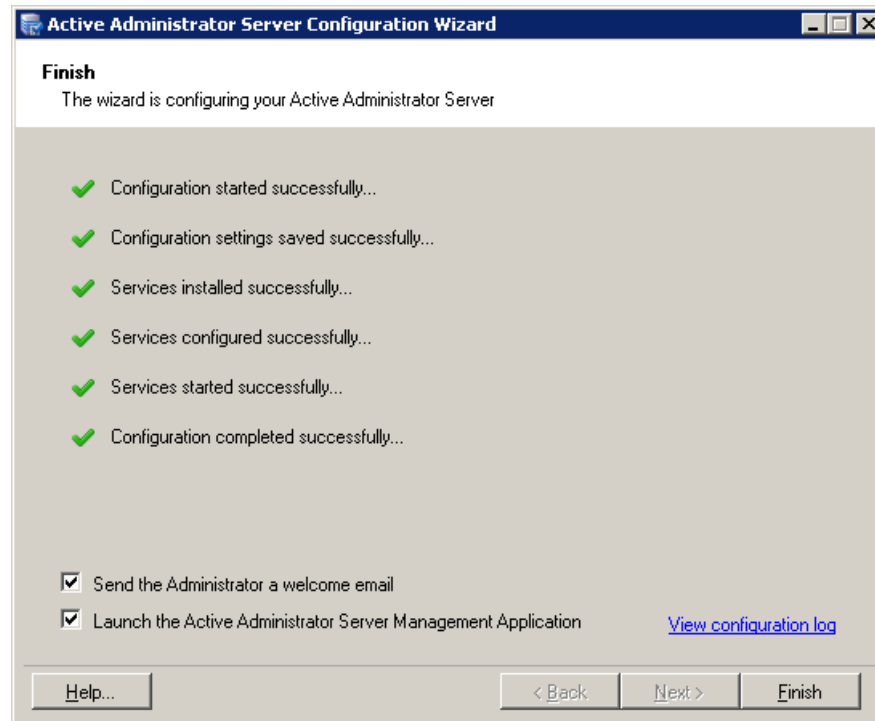 Active Administrator Server Configuration Wizard
Finish
The wizard is configuring your Active Administrator Server
Configuration started successfully...
Configuration settings saved successfully...
Services installed successfully...
Services configured successfully...
Services started successfully...
Configuration completed successfully...
Send the Administrator a welcome email
Launch the Active Administrator Server Management Application
View configuration log
Help...
< Back
Next >
Finish